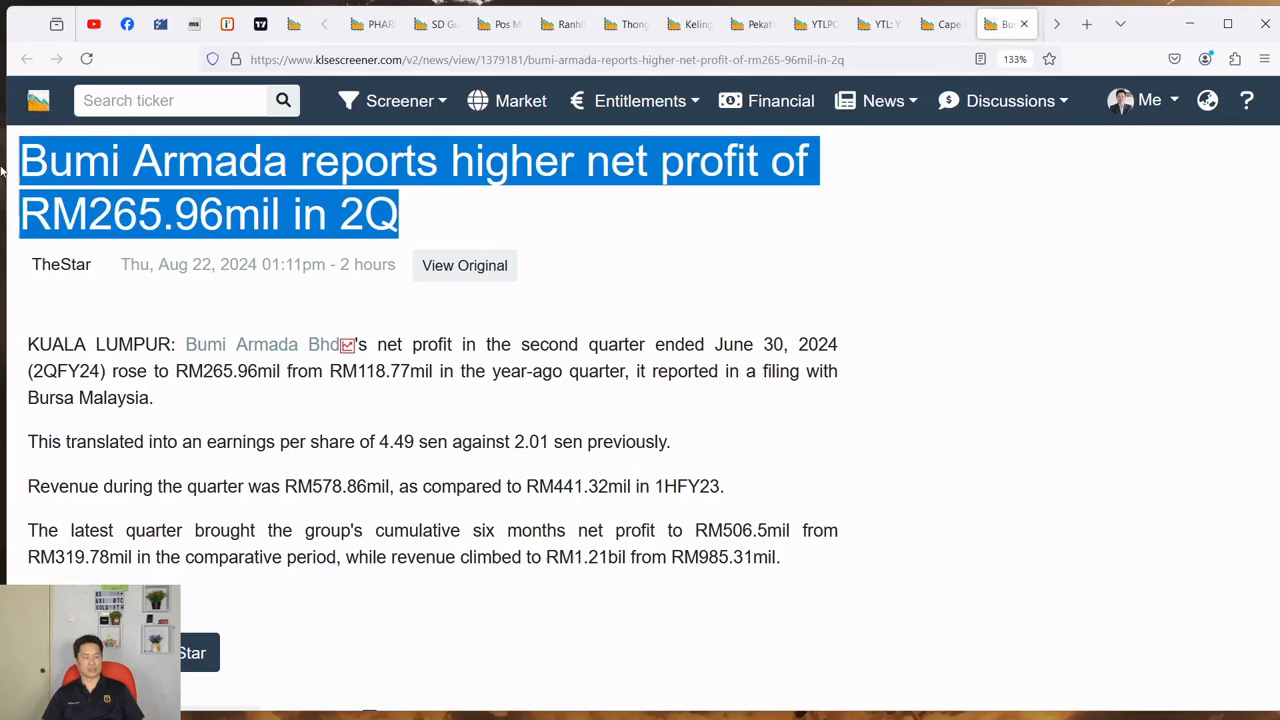 PHAR
SD Gu
Pos M
Ranhil
Thong
Keling
Pekat'
YTLPO
YTL: Y
Cape
Bu
https://www.klsescreener.com/v2/news/view/1379181/bumi-armada-reports-higher-net-profit-of-rm265-96mil-in-2q
133%
Search ticker
Screener
Market
Entitlements
Financial
News
Discussions
Me
Bumi Armada reports higher net profit of
RM265.96mil in 2Q
TheStar
Thu, Aug 22, 2024 01:11pm - 2 hours
View Original
KUALA LUMPUR: Bumi Armada Bhd's net profit in the second quarter ended June 30, 2024
(2QFY24) rose to RM265.96mil from RM118.77mil in the year-ago quarter, it reported in a filing with
Bursa Malaysia.
This translated into an earnings per share of 4.49 sen against 2.01 sen previously.
Revenue during the quarter was RM578.86mil, as compared to RM441.32mil in 1HFY23.
The latest quarter brought the group's cumulative six months net profit to RM506.5mil from
RM319.78mil in the comparative period, while revenue climbed to RM1.21bil from RM985.31mil.
Star